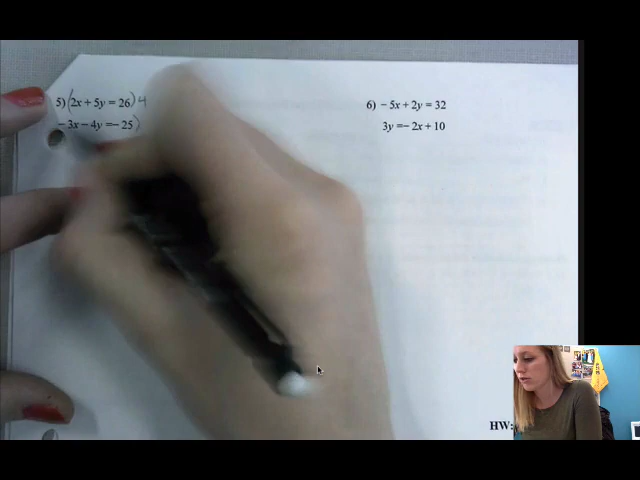 5) (2x + 5y = 26) 4
- 3x - 4y = - 25)
6) - 5x + 2y = 32
3y = - 2x + 10
HW: